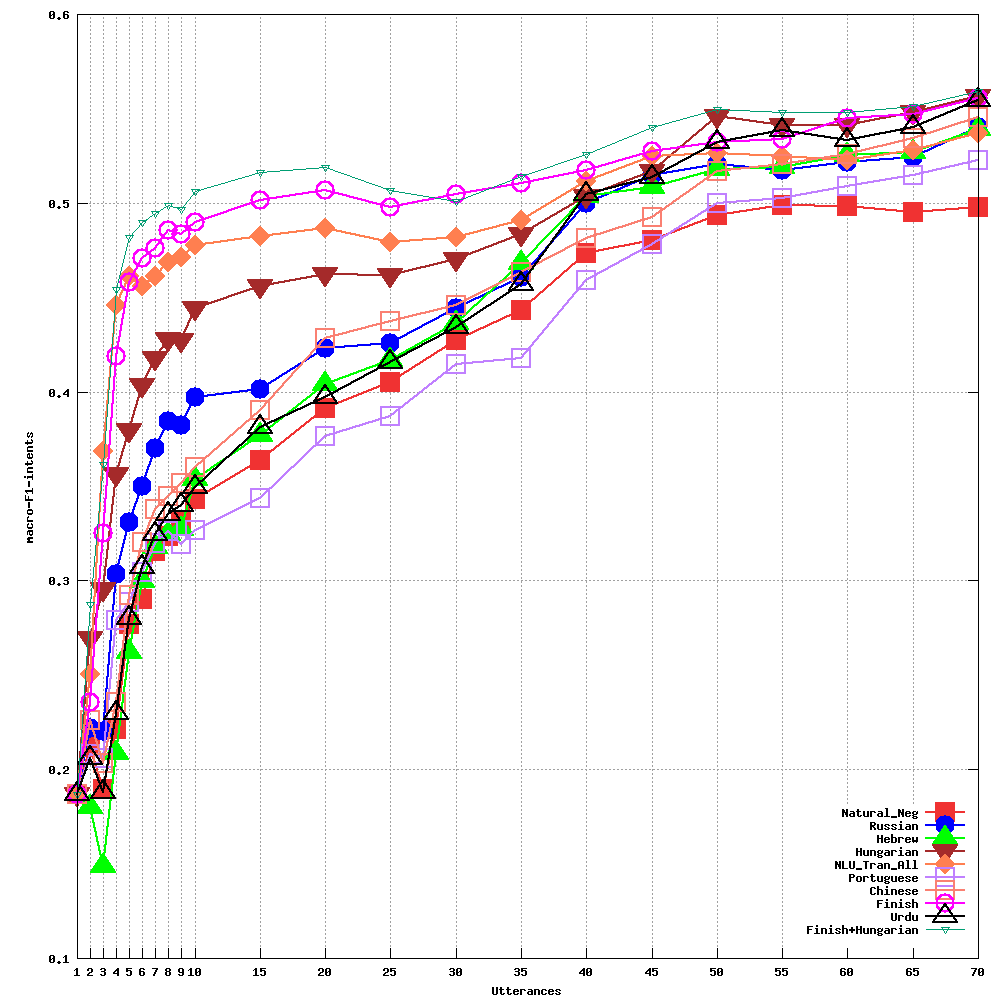 0.6
0.5
0.4
0.3
0.2
0.1
Macro-F1-intents
1 2 3 4 5 6 7 8 9 10 15 20 25 30 35 40 45 50 55 60 65 70
Utterances
Natural_Neg
Russian
Hebrew
Hungarian
NLU_Tran_All
Portuguese
Chinese
Finish
Urdu
Finish+Hungarian